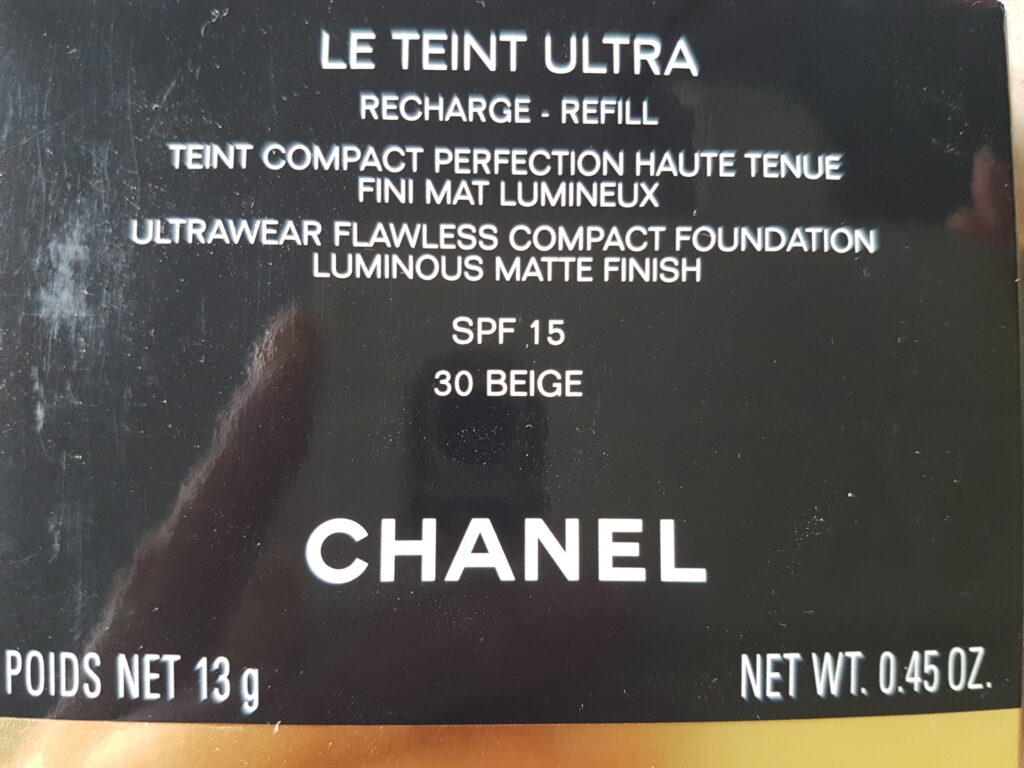 LE TEINT ULTRA
RECHARGE - REFILL
TEINT COMPACT PERFECTION HAUTE TENUE
FINI MAT LUMINEUX
ULTRAWEAR FLAWLESS COMPACT FOUNDATION
LUMINOUS MATTE FINISH
SPF 15
30 BEIGE
CHANEL
POIDS NET 13 g
NET WT. 0.45 OZ.